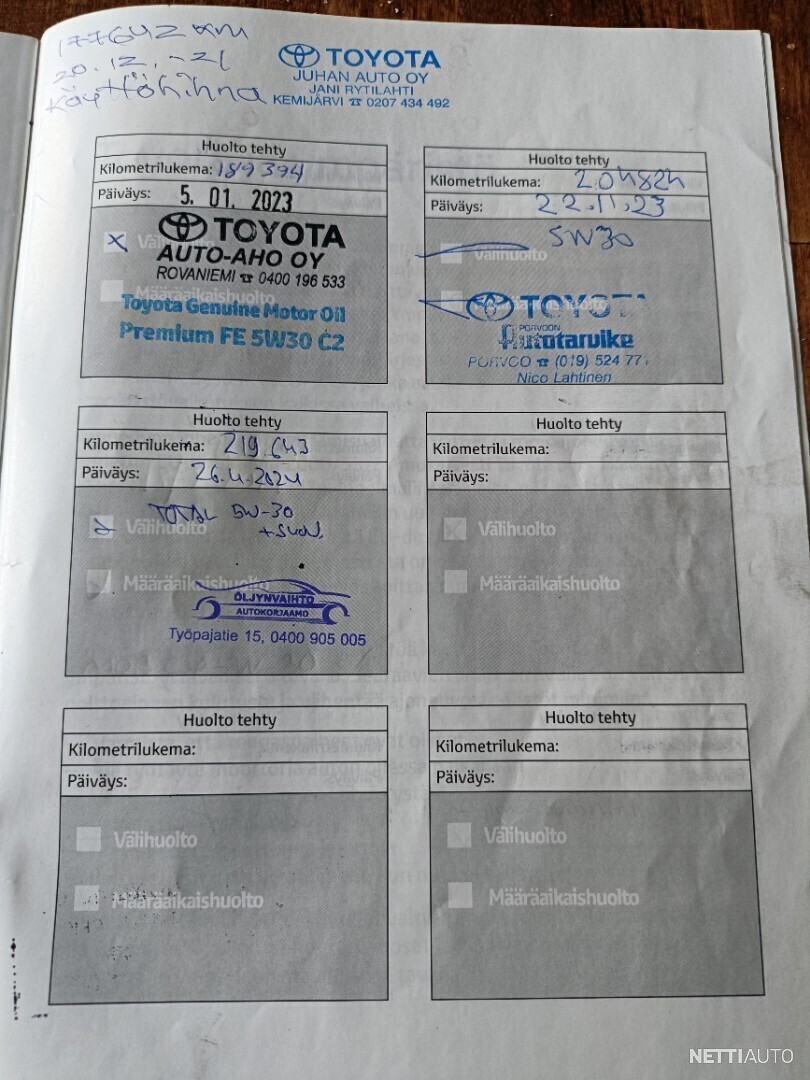 177642 km
20.12.-21
Käyttöhihna
TOYOTA
JUHAN AUTO OY
JANI RYTILAHTI
KEMIJÄRVI ☎ 0207 434 492
Huolto tehty
Kilometrilukema: 189394
Päiväys: 5. 01. 2023
x Välihuolto
TOYOTA
AUTO-AHO OY
ROVANIEMI ☎ 0400 196 533
Määräaikaishuolto
Toyota Genuine Motor Oil
Premium FE 5W30 C2
Huolto tehty
Kilometrilukema: 204824
Päiväys: 22.11.23
5W30
Välihuolto
TOYOTA
PORVOON
Autotarvike
PORVOO ☎ (019) 524 77
Nico Lahtinen
Huolto tehty
Kilometrilukema: 219.643
Päiväys: 26.4.2024
TOTAL 5W-30
Välihuolto
Määräaikaishuolto
ÖLJYNVAIHTO
AUTOKORJAAMO
Työpajatie 15, 0400 905 005
Huolto tehty
Kilometrilukema:
Päiväys:
Välihuolto
Määräaikaishuolto
Huolto tehty
Kilometrilukema:
Päiväys:
Välihuolto
Määräaikaishuolto
Huolto tehty
Kilometrilukema:
Päiväys:
Välihuolto
Määräaikaishuolto
NETTIAUTO